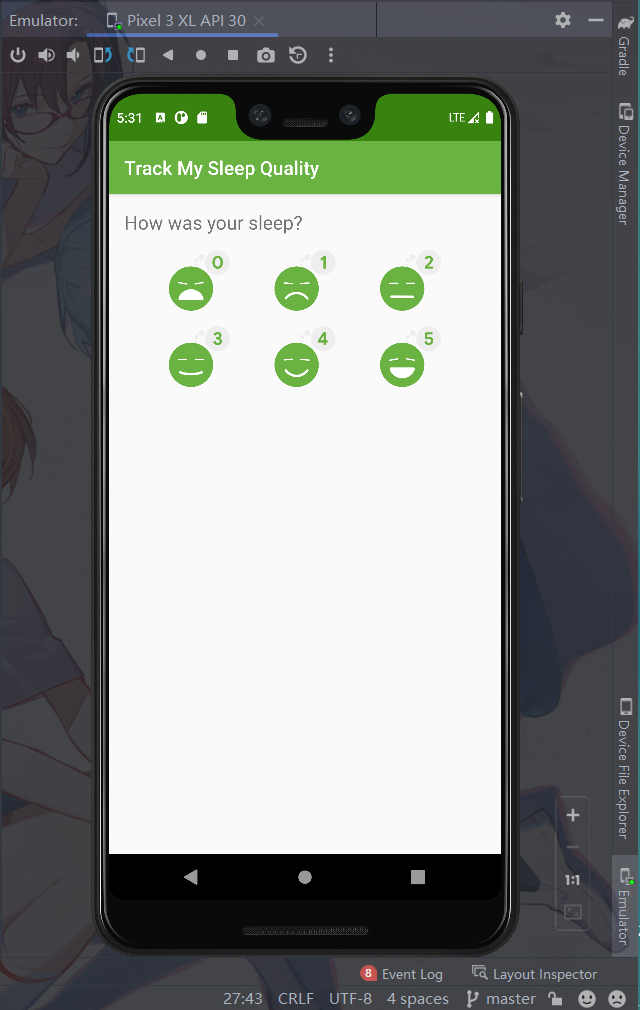 Emulator: Pixel 3 XL API 30
Gradle
Device Manager
5:31 A LTE
Track My Sleep Quality
How was your sleep?
0 1 2
3 4 5
Device File Explorer
1:1
Emulator
8 Event Log Layout Inspector
27:43 CRLF UTF-8 4 spaces master